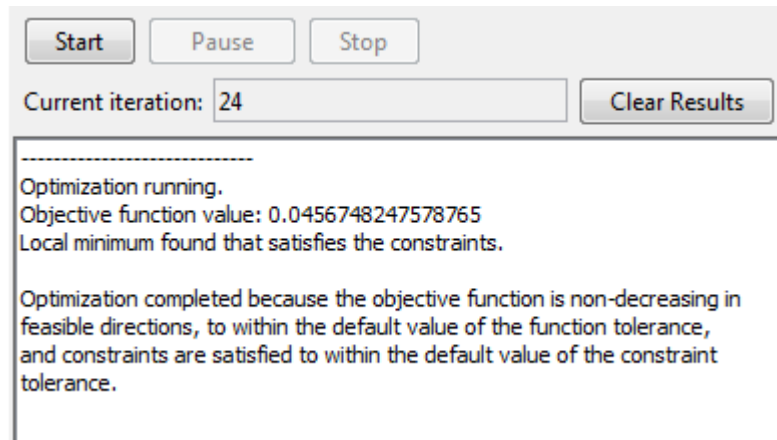 Start Pause Stop
Current iteration: 24 Clear Results
-----------------------------
Optimization running.
Objective function value: 0.0456748247578765
Local minimum found that satisfies the constraints.
Optimization completed because the objective function is non-decreasing in
feasible directions, to within the default value of the function tolerance,
and constraints are satisfied to within the default value of the constraint
tolerance.